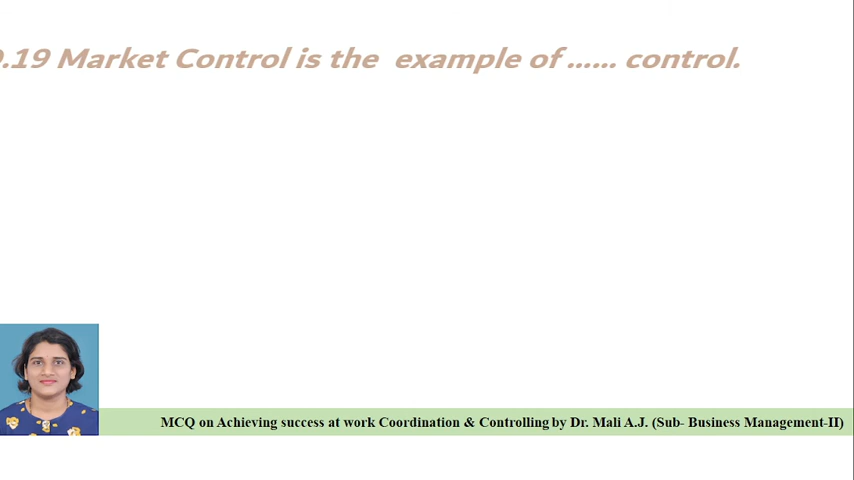 .19 Market Control is the example of ...... control.
MCQ on Achieving success at work Coordination & Controlling by Dr. Mali A.J. (Sub- Business Management-II)